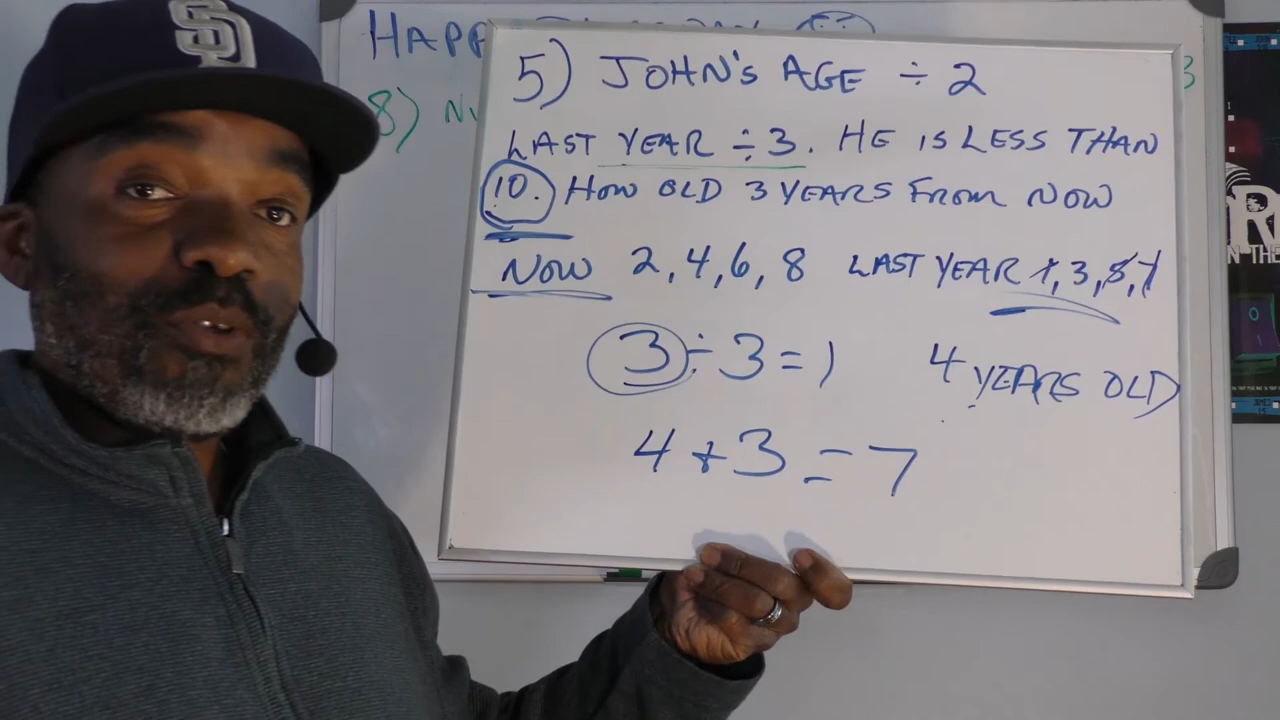 SD
HAPP
8) NU
3
5) JOHN'S AGE ÷ 2
LAST YEAR ÷ 3. HE IS LESS THAN
10. HOW OLD 3 YEARS FROM NOW
NOW 2, 4, 6, 8 LAST YEAR 1, 3, 5, 7
3 ÷ 3 = 1 4 YEARS OLD
4 + 3 = 7